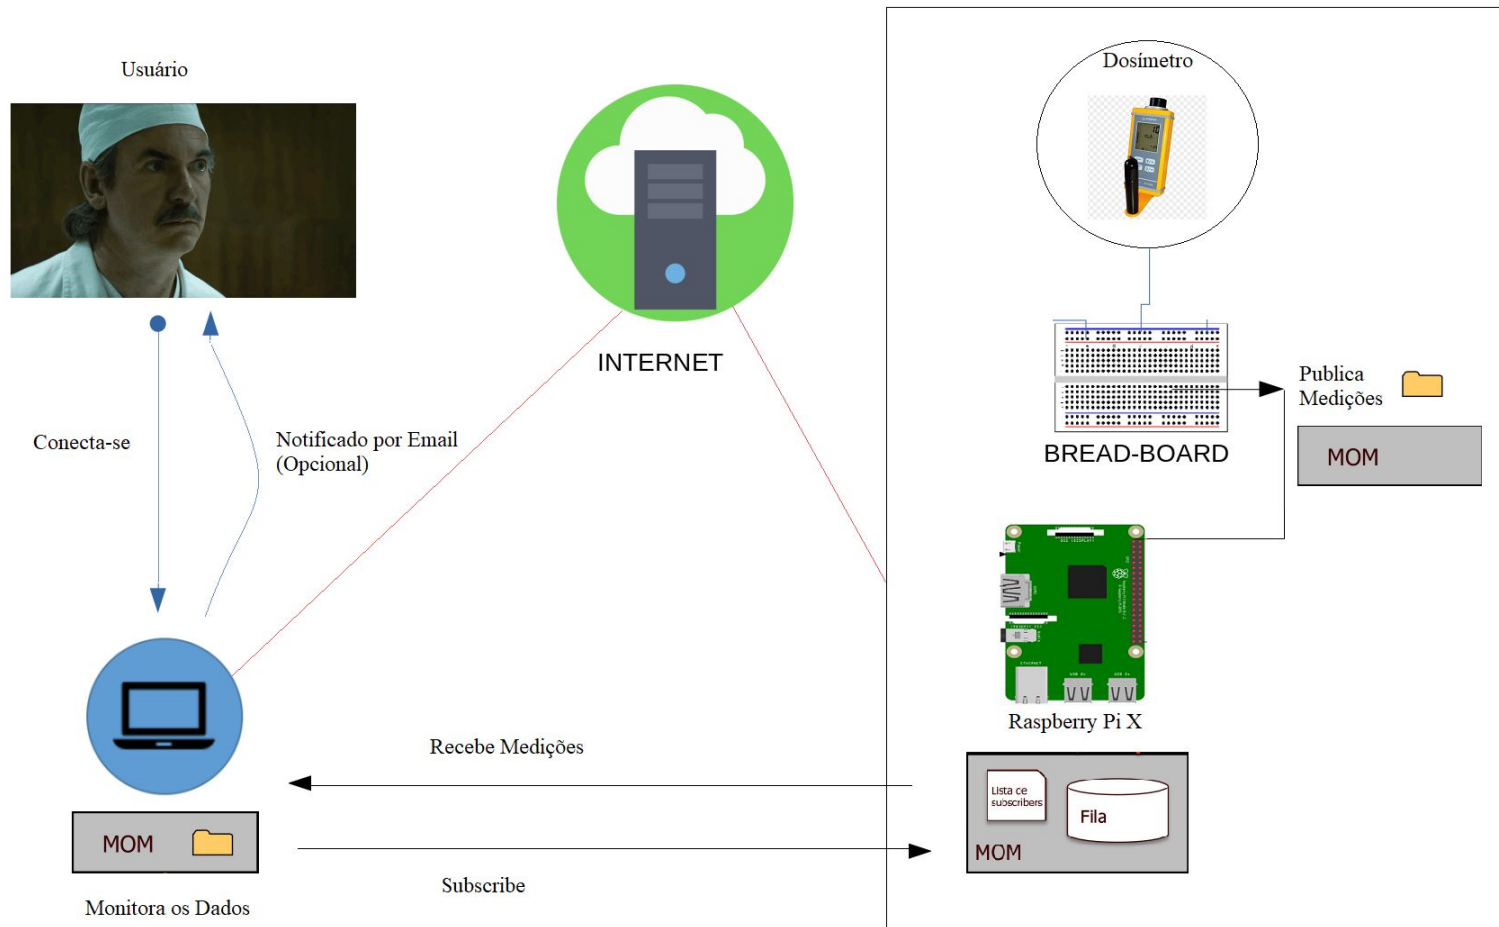 Usuário
Dosímetro
INTERNET
Conecta-se
Notificado por Email
(Opcional)
BREAD-BOARD
Publica
Medições
MOM
Raspberry Pi X
Recebe Medições
Lista de
subscribers
Fila
MOM
MOM
Subscribe
Monitora os Dados